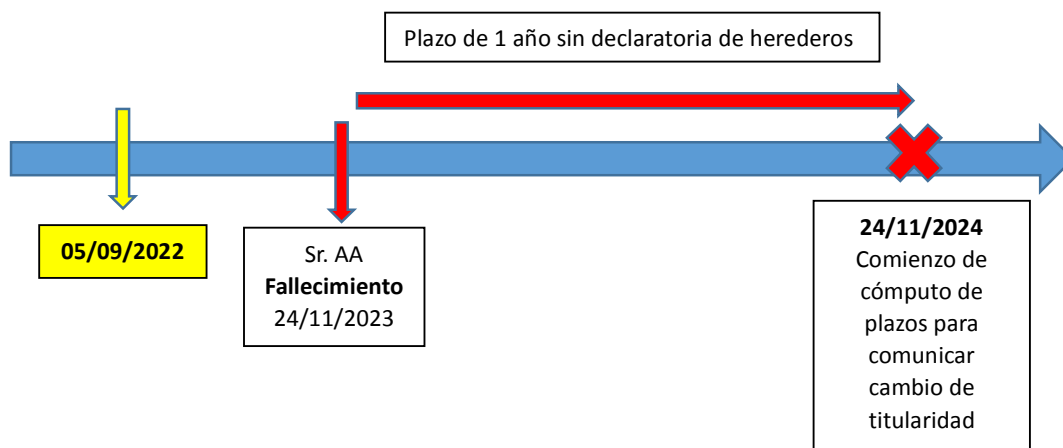 Plazo de 1 año sin declaratoria de herederos
05/09/2022
Sr. AA
Fallecimiento
24/11/2023
24/11/2024
Comienzo de
cómputo de
plazos para
comunicar
cambio de
titularidad